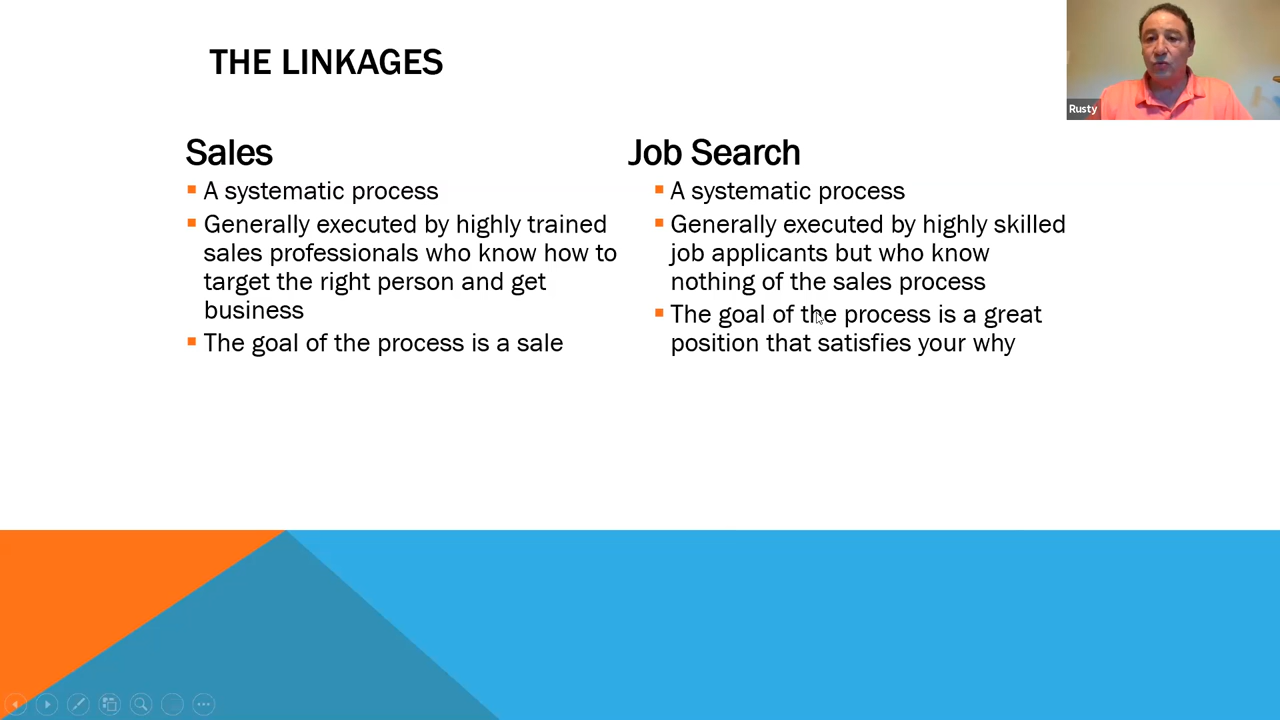 THE LINKAGES
Rusty
Sales
A systematic process
Generally executed by highly trained
sales professionals who know how to
target the right person and get
business
The goal of the process is a sale
Job Search
A systematic process
Generally executed by highly skilled
job applicants but who know
nothing of the sales process
The goal of the process is a great
position that satisfies your why